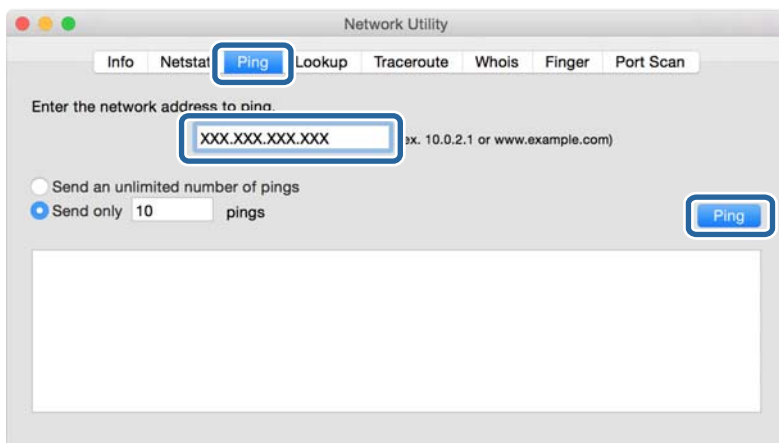 Network Utility
Info Netstat Ping Lookup Traceroute Whois Finger Port Scan
Enter the network address to ping.
XXX.XXX.XXX.XXX ex. 10.0.2.1 or www.example.com)
Send an unlimited number of pings
Send only 10 pings
Ping